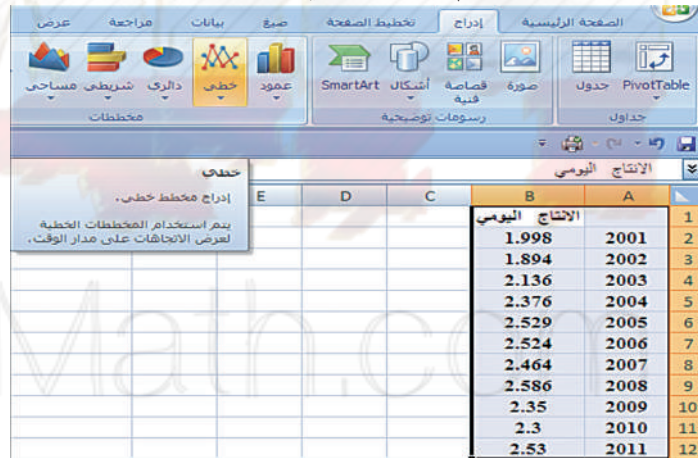 الصفحة الرئيسية إدراج تخطيط الصفحة صيغ بيانات مراجعة عرض
PivotTable جدول صورة قصاصة فنية أشكال SmartArt عمود خطي دائري شريطي مساحي
جداول رسومات توضيحية مخططات
الانتاج اليومي
خطي
إدراج مخطط خطي.
يتم استخدام المخططات الخطية
لعرض الاتجاهات على مدار الوقت.
A B C D E
1 الانتاج اليومي
2 2001 1.998
3 2002 1.894
4 2003 2.136
5 2004 2.376
6 2005 2.529
7 2006 2.524
8 2007 2.464
9 2008 2.586
10 2009 2.35
11 2010 2.3
12 2011 2.53
Math.com